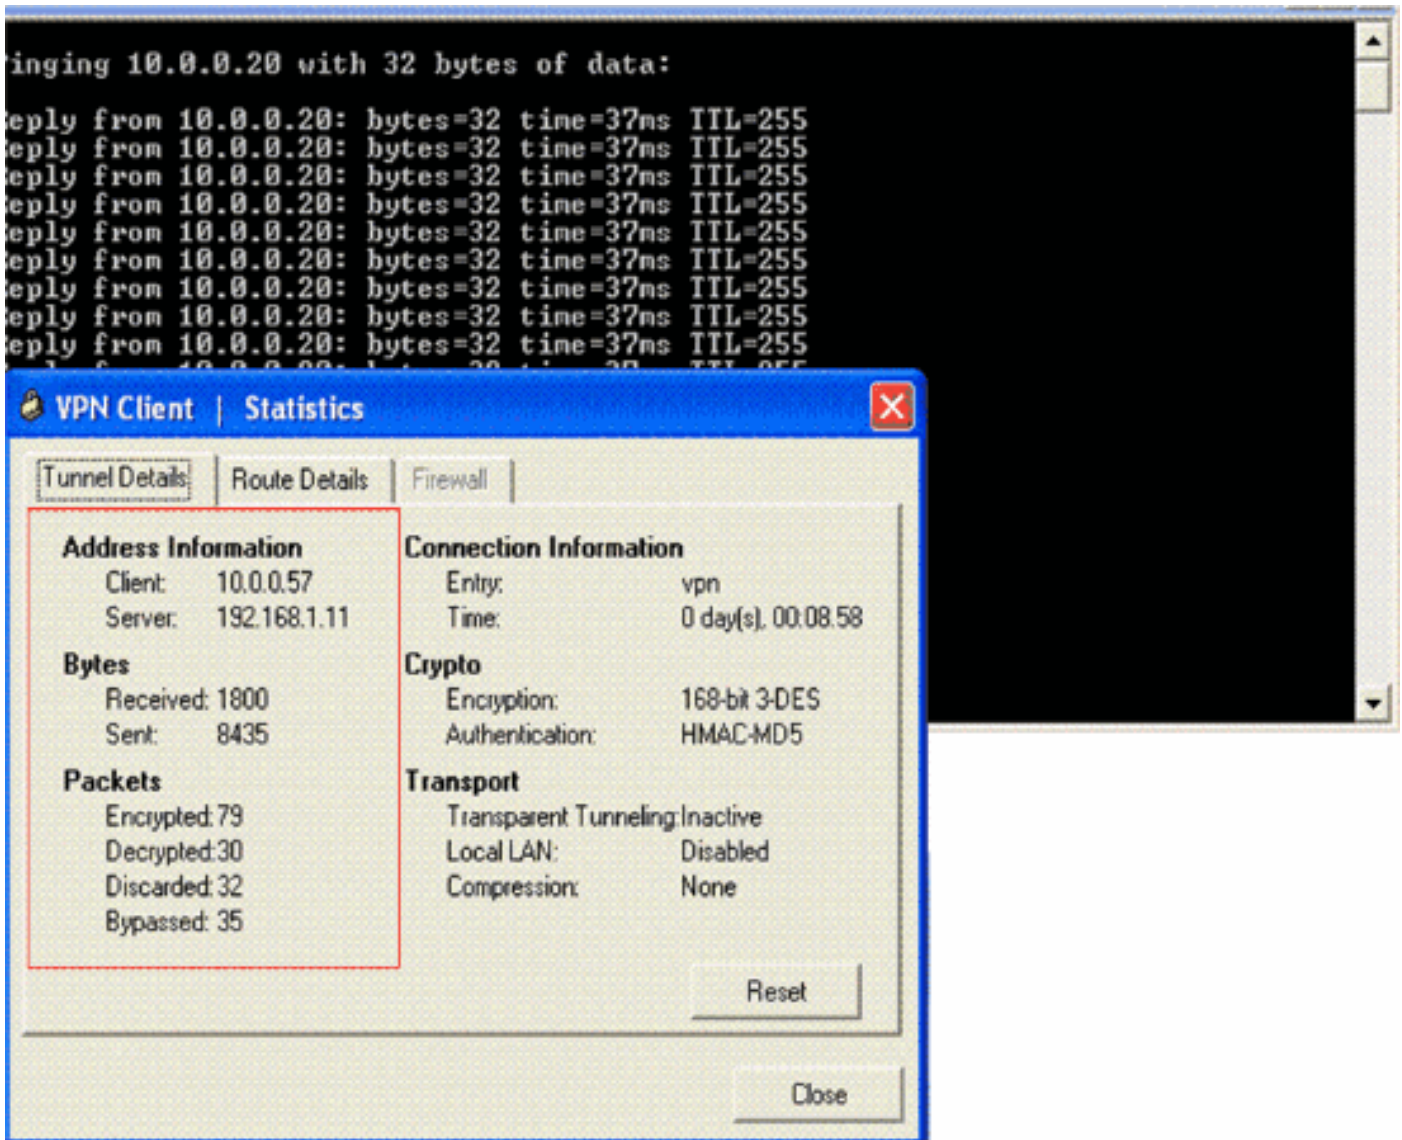 inging 10.0.0.20 with 32 bytes of data:
eply from 10.0.0.20: bytes=32 time=37ms TTL=255
eply from 10.0.0.20: bytes=32 time=37ms TTL=255
eply from 10.0.0.20: bytes=32 time=37ms TTL=255
eply from 10.0.0.20: bytes=32 time=37ms TTL=255
eply from 10.0.0.20: bytes=32 time=37ms TTL=255
eply from 10.0.0.20: bytes=32 time=37ms TTL=255
eply from 10.0.0.20: bytes=32 time=37ms TTL=255
eply from 10.0.0.20: bytes=32 time=37ms TTL=255
eply from 10.0.0.20: bytes=32 time=37ms TTL=255
VPN Client | Statistics
Tunnel Details Route Details Firewall
Address Information
Client: 10.0.0.57
Server: 192.168.1.11
Bytes
Received: 1800
Sent: 8435
Packets
Encrypted: 79
Decrypted: 30
Discarded: 32
Bypassed: 35
Connection Information
Entry: vpn
Time: 0 day(s), 00:08.58
Crypto
Encryption: 168-bit 3-DES
Authentication: HMAC-MD5
Transport
Transparent Tunneling: Inactive
Local LAN: Disabled
Compression: None
Reset
Close